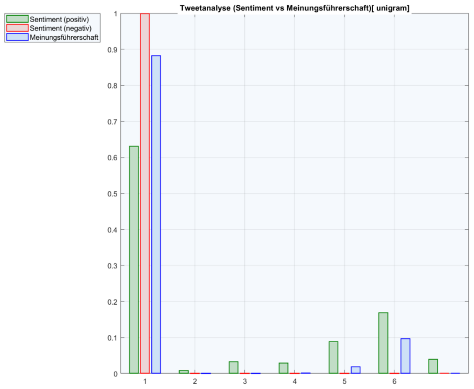 Tweetanalyse (Sentiment vs Meinungsführerschaft)[ unigram]
Sentiment (positiv)
Sentiment (negativ)
Meinungsführerschaft
1
0.9
0.8
0.7
0.6
0.5
0.4
0.3
0.2
0.1
0
1 2 3 4 5 6